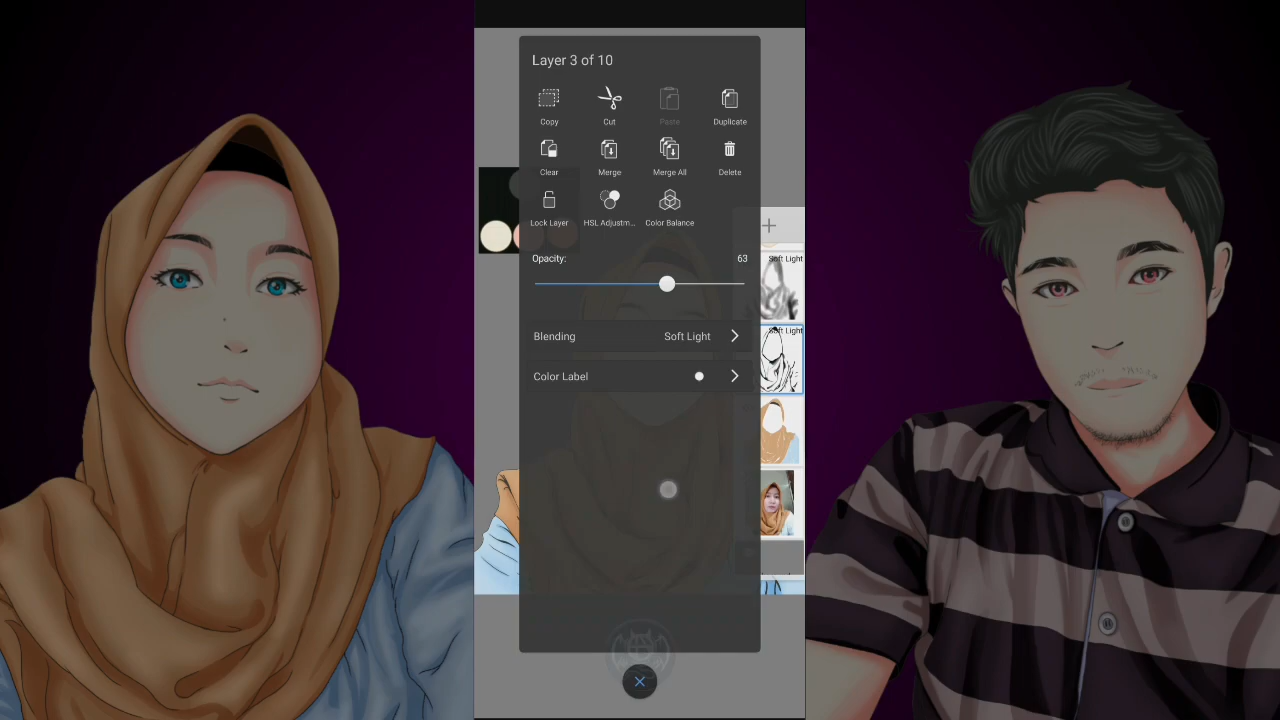 Layer 3 of 10
Copy Cut Paste Duplicate
Clear Merge Merge All Delete
Lock Layer HSL Adjustm... Color Balance
Opacity: 63
Soft Light
Soft Light
Blending Soft Light
Color Label